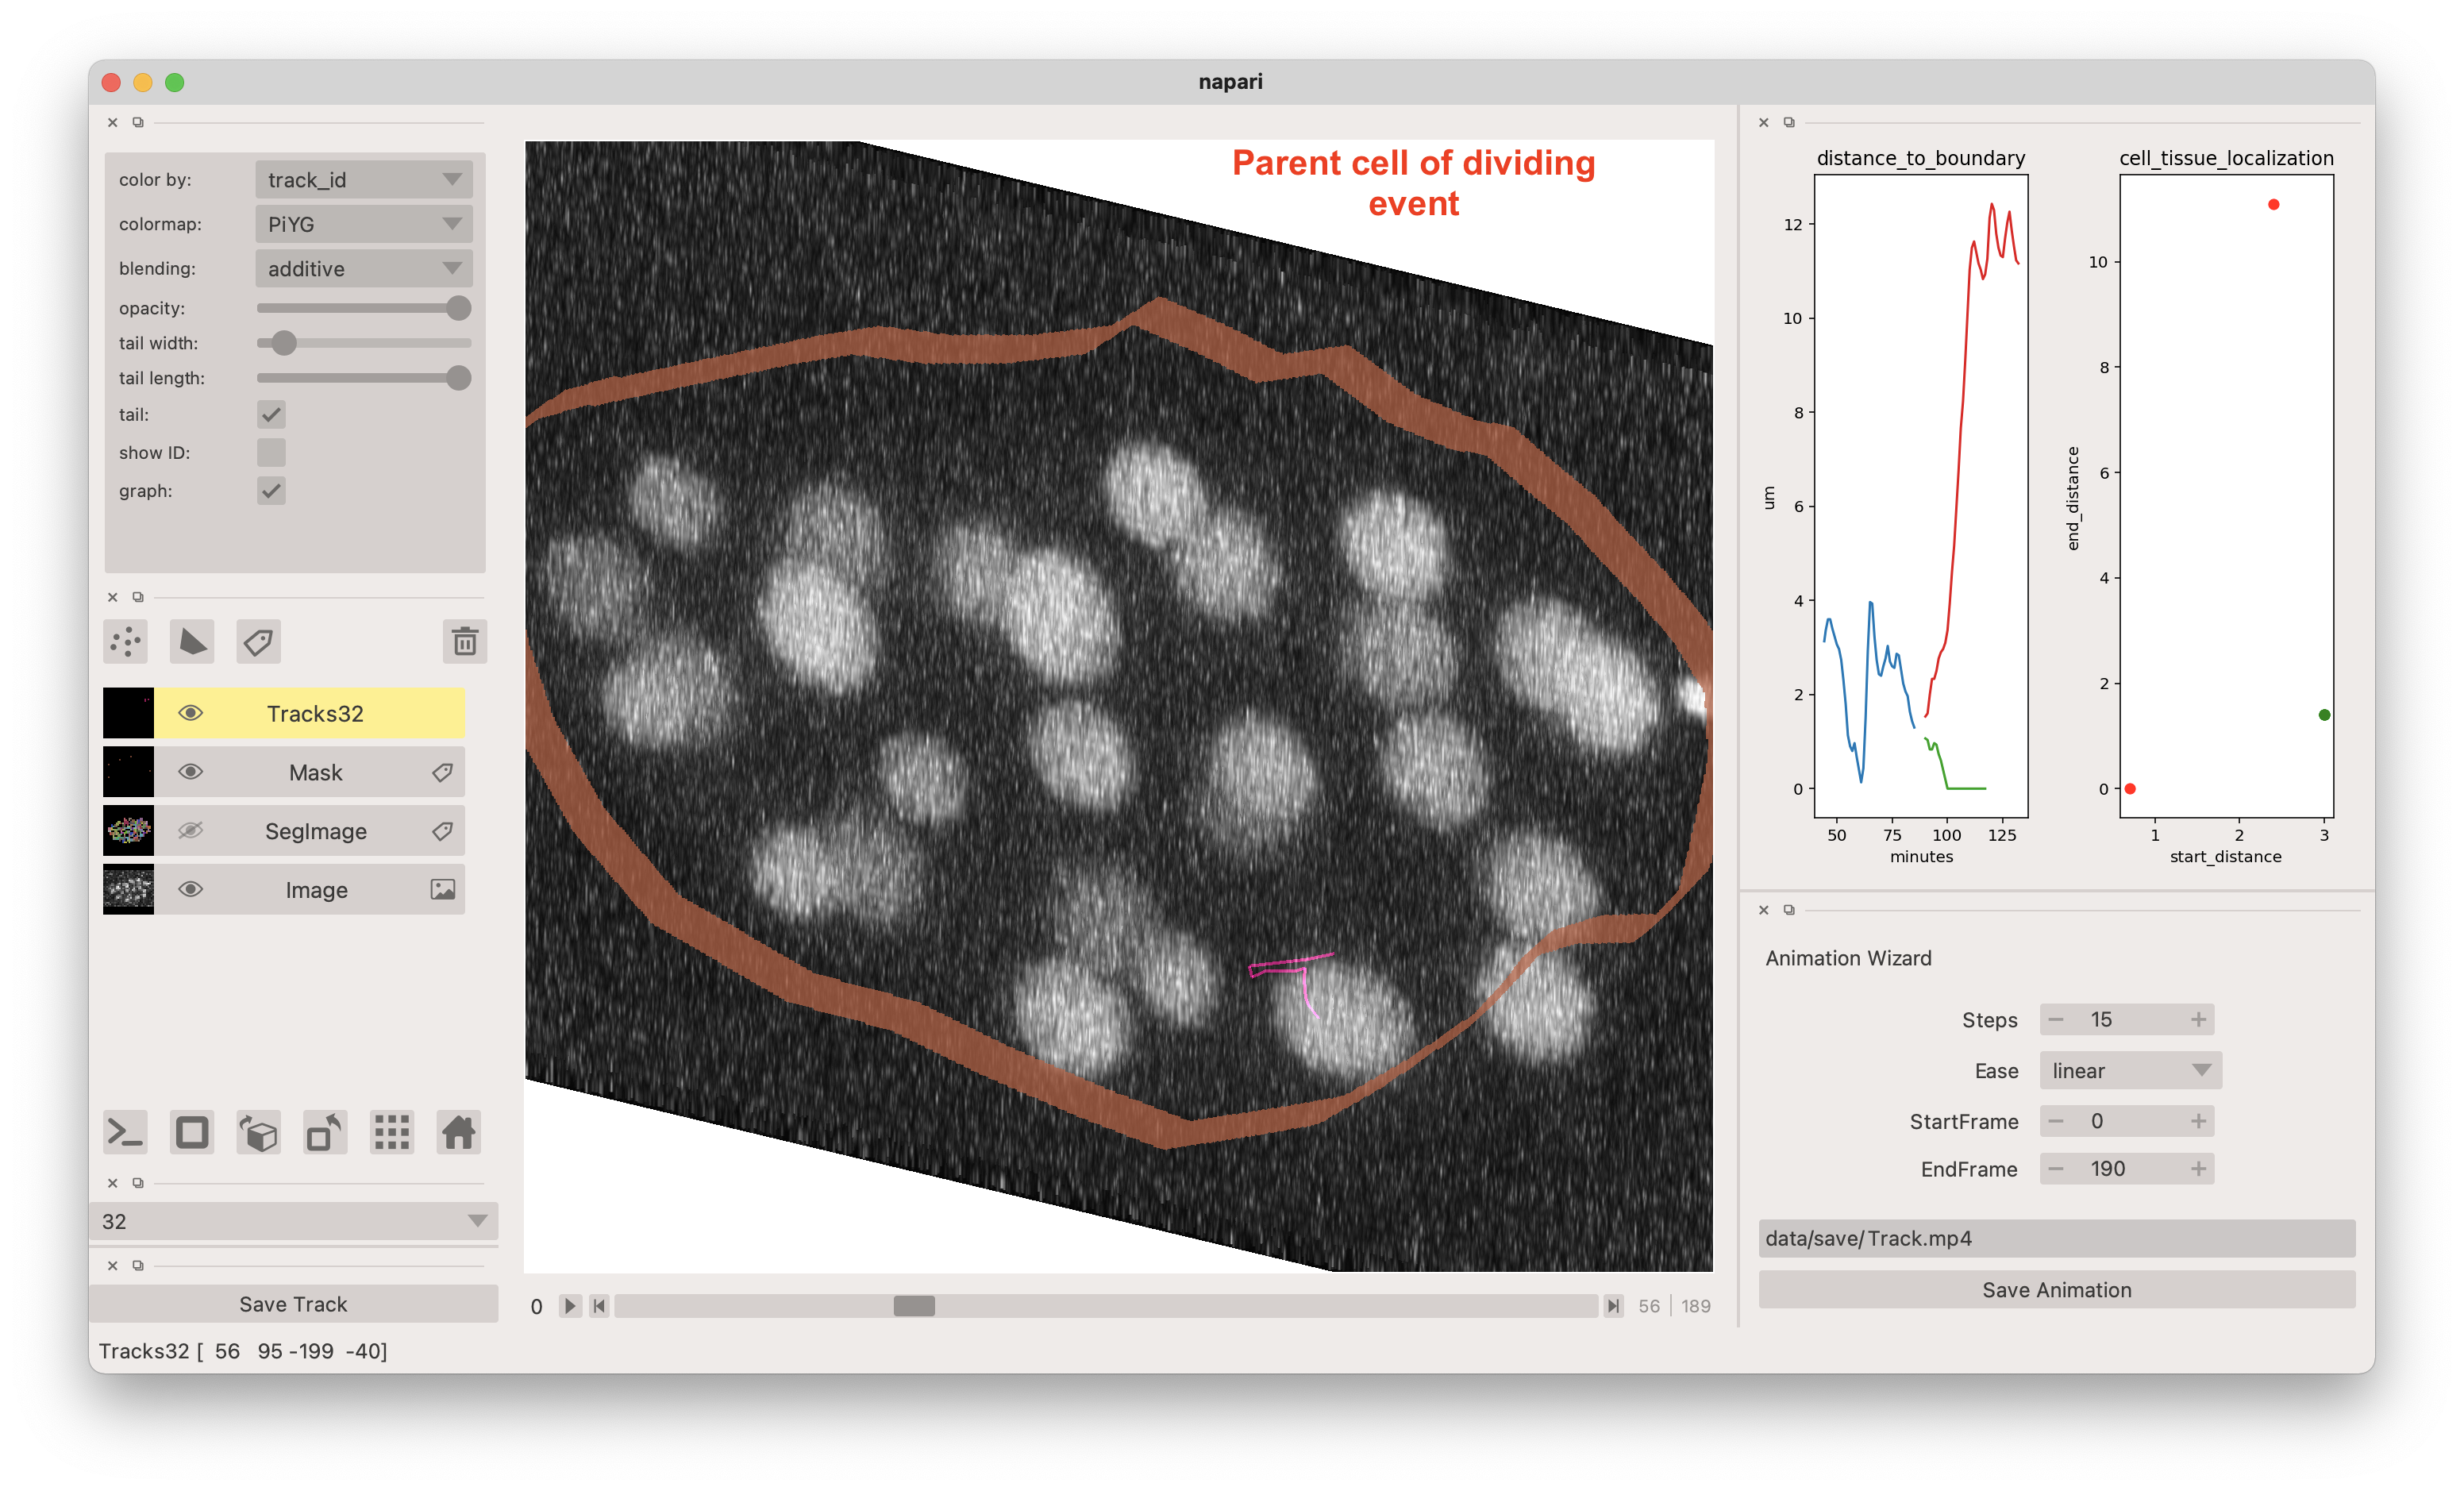 napari
color by:
track_id
colormap:
PiYG
blending:
additive
opacity:
tail width:
tail length:
tail:
show ID:
graph:
Tracks32
Mask
SegImage
Image
32
Save Track
Tracks32 [ 56 95 -199 -40]
Parent cell of dividing
event
0
56 | 189
distance_to_boundary
12
10
8
6
4
2
0
um
50 75 100 125
minutes
cell_tissue_localization
10
8
6
4
2
0
end_distance
1 2 3
start_distance
Animation Wizard
Steps
15
Ease
linear
StartFrame
0
EndFrame
190
data/save/Track.mp4
Save Animation